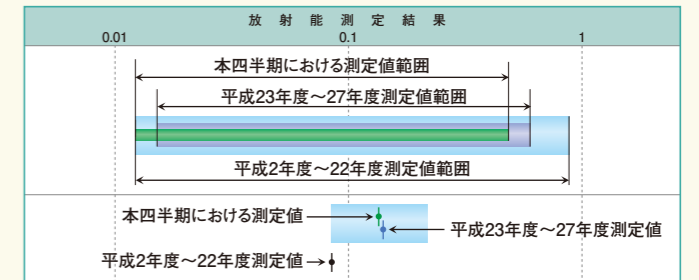 放射能測定結果
0.01 0.1 1
本四半期における測定値範囲
平成23年度～27年度測定値範囲
平成2年度～22年度測定値範囲
本四半期における測定値
平成23年度～27年度測定値
平成2年度～22年度測定値